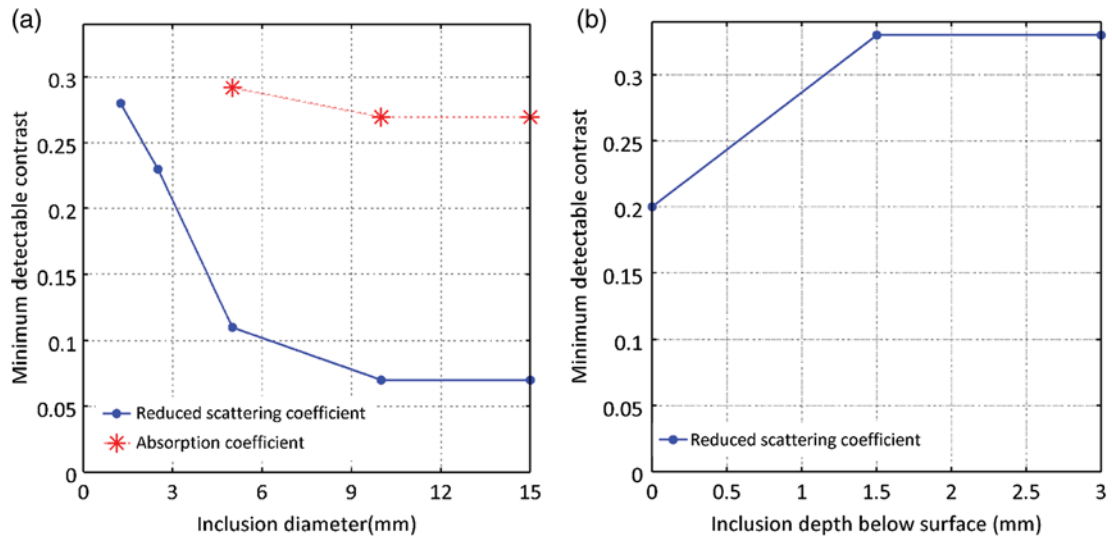 (a)
Minimum detectable contrast
0.3
0.25
0.2
0.15
0.1
0.05
0
Reduced scattering coefficient
Absorption coefficient
0 3 6 9 12 15
Inclusion diameter(mm)
(b)
Minimum detectable contrast
0.3
0.25
0.2
0.15
0.1
0.05
0
Reduced scattering coefficient
0 0.5 1 1.5 2 2.5 3
Inclusion depth below surface (mm)